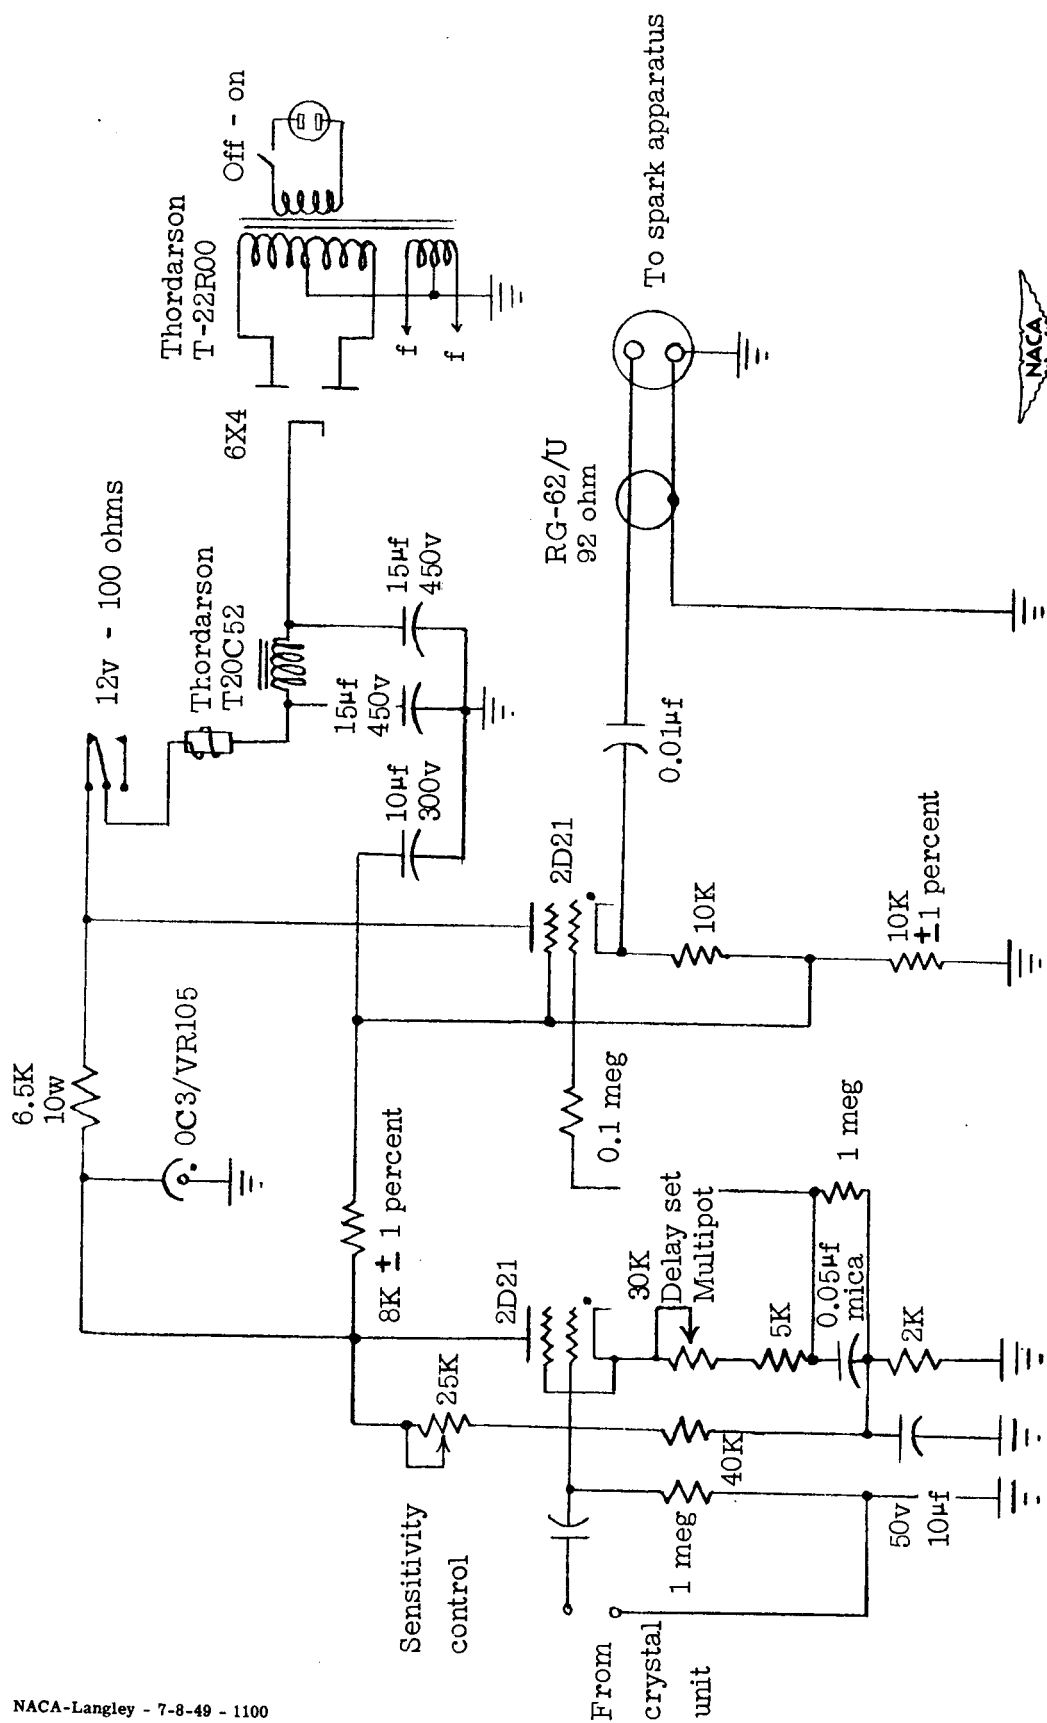 Off - on
Thordarson
T-22R00
f
f
6X4
12v - 100 ohms
Thordarson
T20C52
15µf
450v
15µf
450v
10µf
300v
To spark apparatus
RG-62/U
92 ohm
0.01µf
2D21
10K
10K
±1 percent
6.5K
10w
0C3/VR105
8K ± 1 percent
0.1 meg
1 meg
2D21
30K
Delay set
Multipot
5K
0.05µf
mica
2K
25K
40K
Sensitivity
control
1 meg
50v
10µf
From
crystal
unit
NACA
NACA-Langley - 7-8-49 - 1100